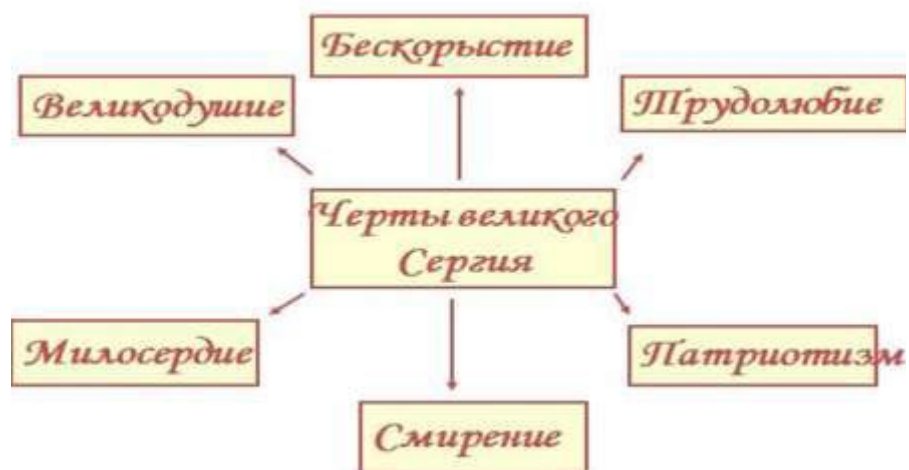 Бескорыстие
Великодушие
Трудолюбие
Черты великого
Сергия
Милосердие
Патриотизм
Смирение